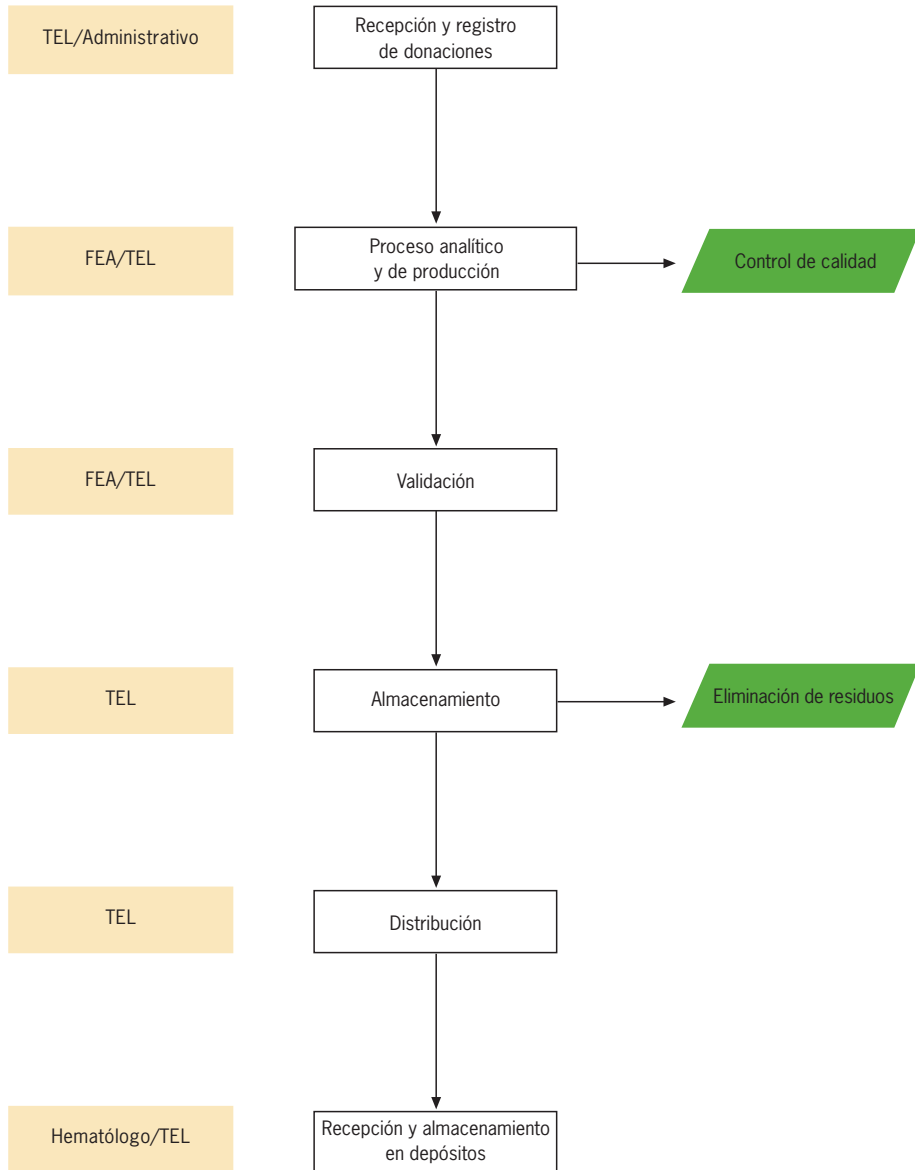 TEL/Administrativo
Recepción y registro
de donaciones
FEA/TEL
Proceso analítico
y de producción
Control de calidad
FEA/TEL
Validación
TEL
Almacenamiento
Eliminación de residuos
TEL
Distribución
Hematólogo/TEL
Recepción y almacenamiento
en depósitos